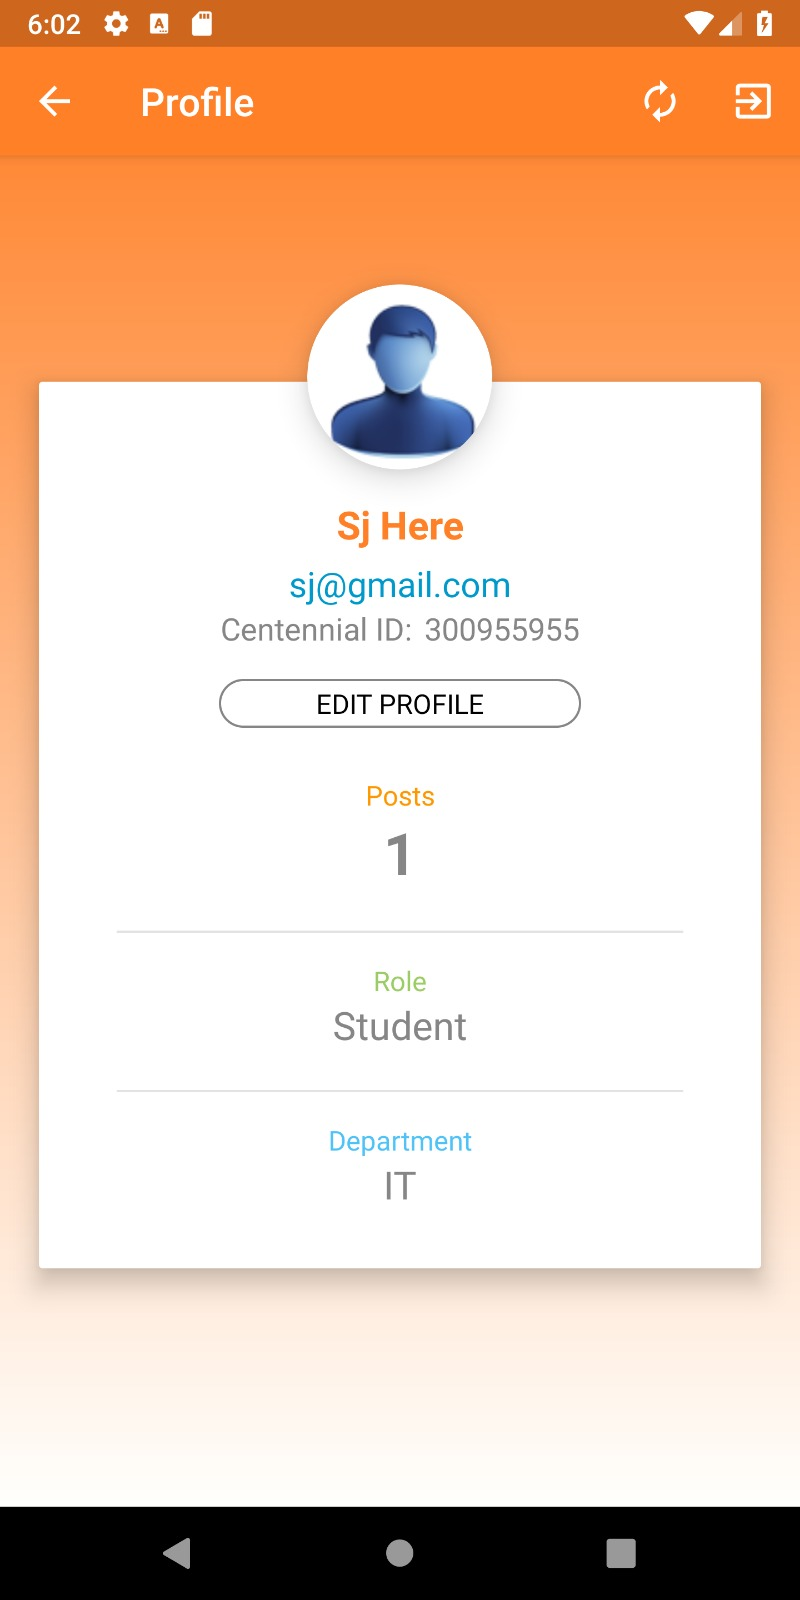 6:02
Profile
Sj Here
sj@gmail.com
Centennial ID: 300955955
EDIT PROFILE
Posts
1
Role
Student
Department
IT